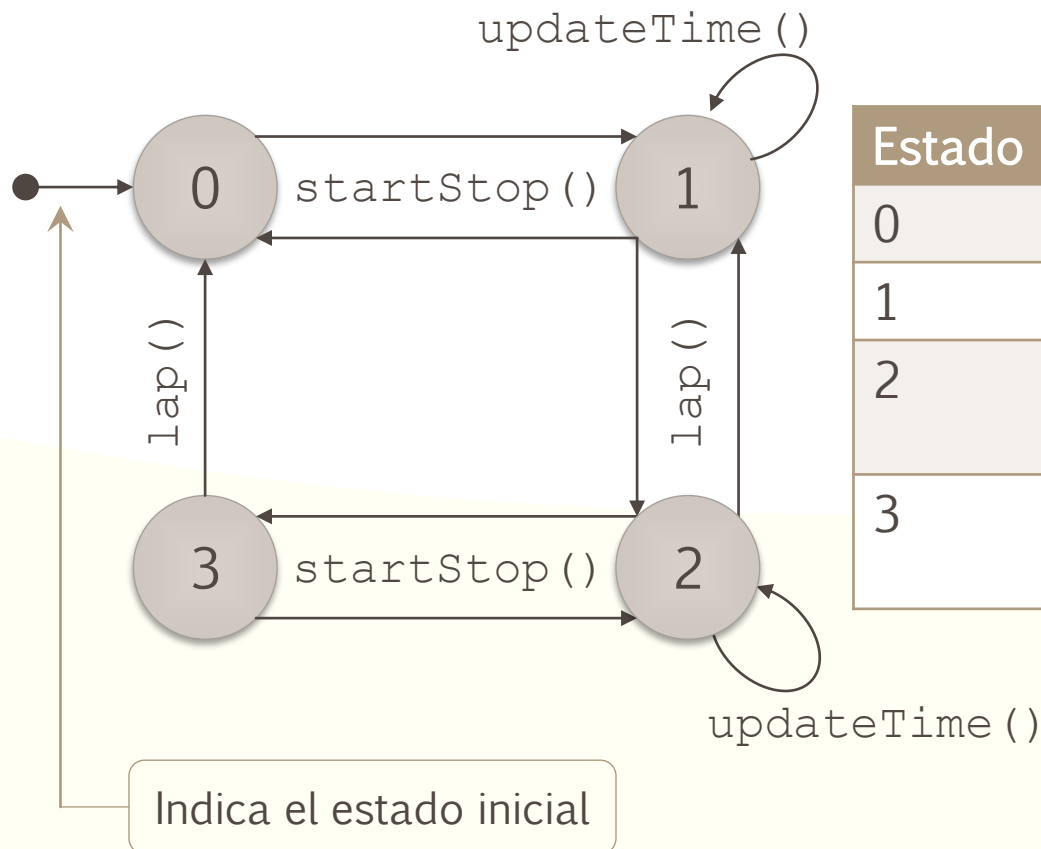 updateTime()
Estado
0
startStop()
1
0
1
lap()
lap()
2
3
3
startStop()
2
updateTime()
Indica el estado inicial